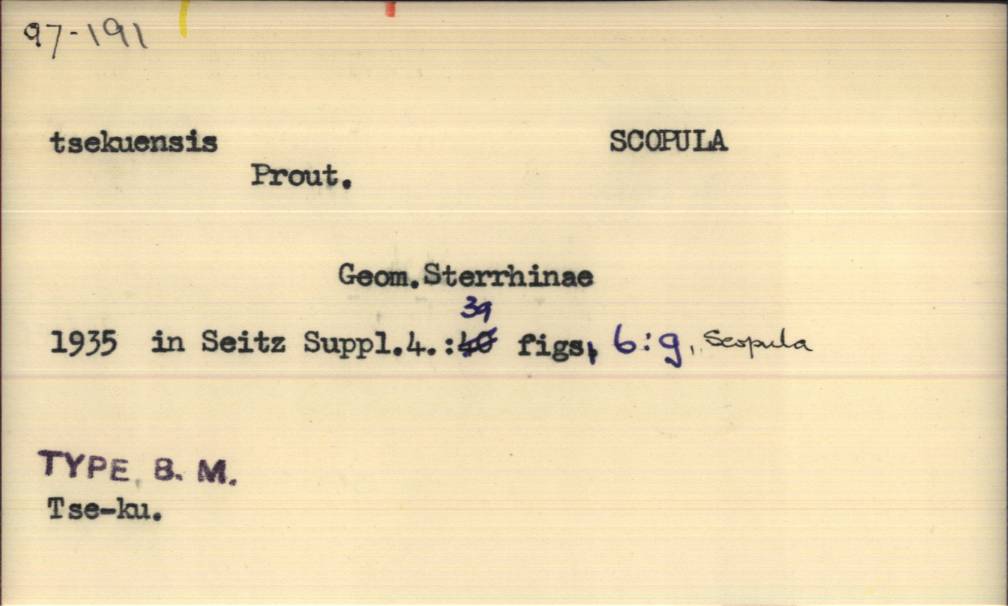 97-191
tsekuensis SCOPULA
Prout.
Geom.Sterrhinae
39
1935 in Seitz Suppl.4.:40 figs, 6:g, Scopula
TYPE B. M.
Tse-ku.